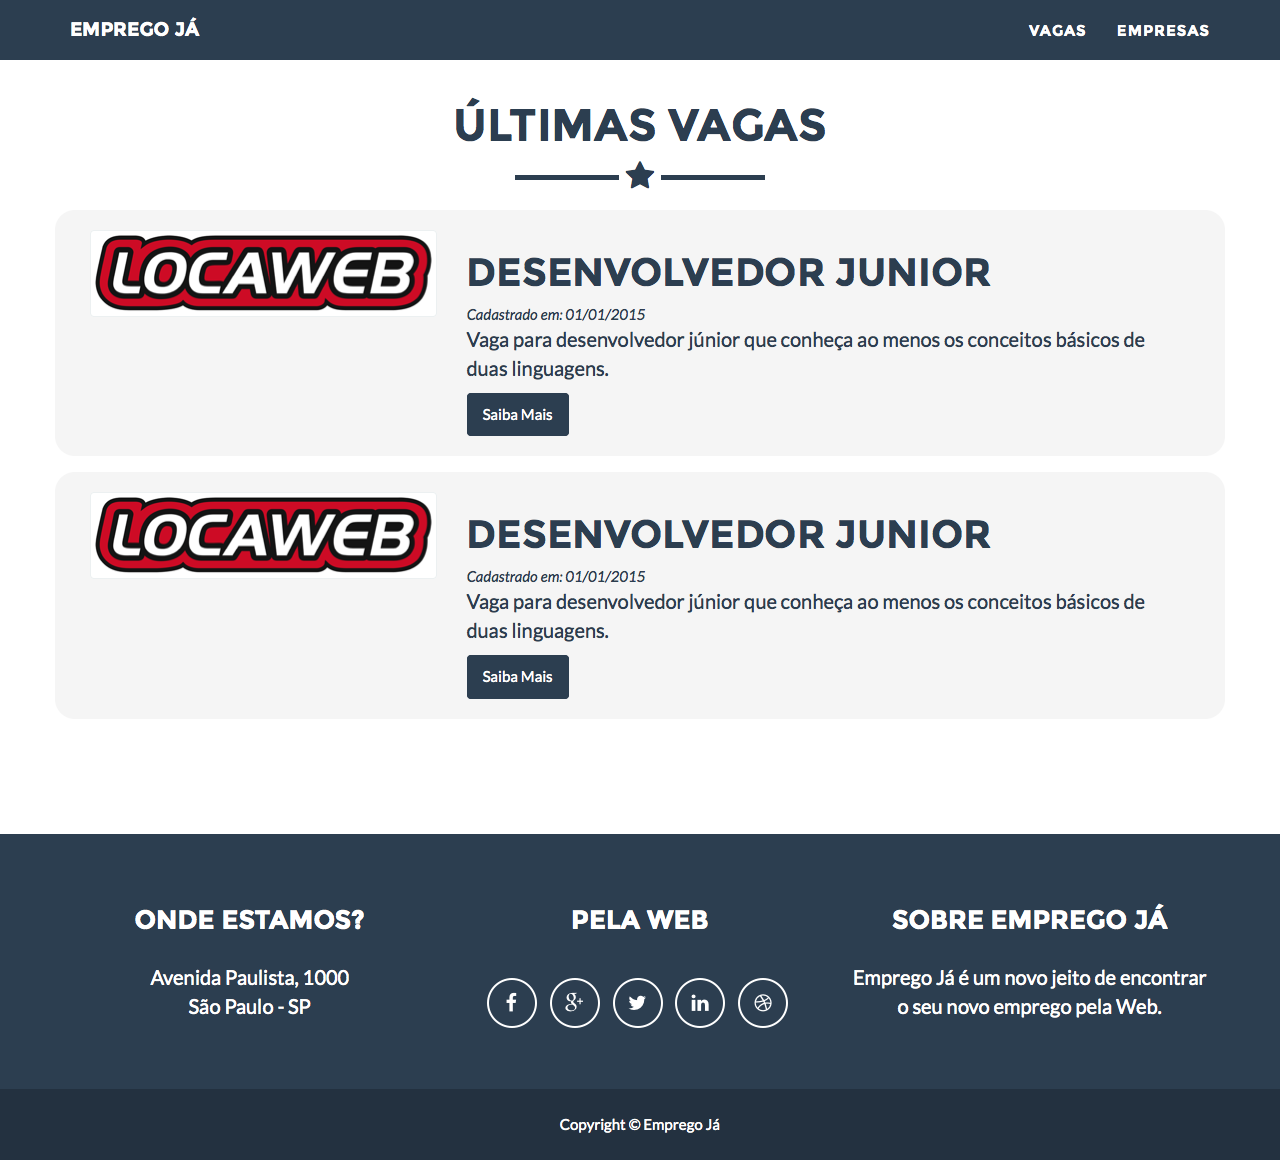 EMPREGO JÁ
VAGAS EMPRESAS
ÚLTIMAS VAGAS
LOCAWEB
DESENVOLVEDOR JUNIOR
Cadastrado em: 01/01/2015
Vaga para desenvolvedor júnior que conheça ao menos os conceitos básicos de
duas linguagens.
Saiba Mais
LOCAWEB
DESENVOLVEDOR JUNIOR
Cadastrado em: 01/01/2015
Vaga para desenvolvedor júnior que conheça ao menos os conceitos básicos de
duas linguagens.
Saiba Mais
ONDE ESTAMOS?
Avenida Paulista, 1000
São Paulo - SP
PELA WEB
SOBRE EMPREGO JÁ
Emprego Já é um novo jeito de encontrar
o seu novo emprego pela Web.
Copyright © Emprego Já